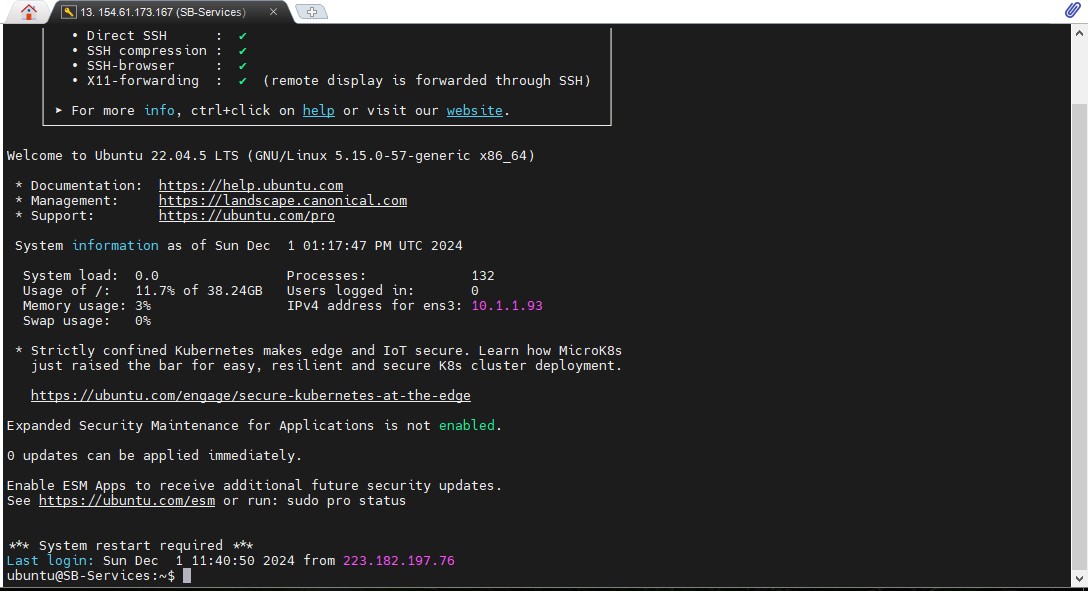 13. 154.61.173.167 (SB-Services)
• Direct SSH      :  ✔
• SSH compression :  ✔
• SSH-browser     :  ✔
• X11-forwarding  :  ✔  (remote display is forwarded through SSH)
➤ For more info, ctrl+click on help or visit our website.
Welcome to Ubuntu 22.04.5 LTS (GNU/Linux 5.15.0-57-generic x86_64)
* Documentation:  https://help.ubuntu.com
* Management:     https://landscape.canonical.com
* Support:        https://ubuntu.com/pro
System information as of Sun Dec  1 01:17:47 PM UTC 2024
System load:  0.0                Processes:             132
Usage of /:   11.7% of 38.24GB   Users logged in:       0
Memory usage: 3%                 IPv4 address for ens3: 10.1.1.93
Swap usage:   0%
* Strictly confined Kubernetes makes edge and IoT secure. Learn how MicroK8s
just raised the bar for easy, resilient and secure K8s cluster deployment.
https://ubuntu.com/engage/secure-kubernetes-at-the-edge
Expanded Security Maintenance for Applications is not enabled.
0 updates can be applied immediately.
Enable ESM Apps to receive additional future security updates.
See https://ubuntu.com/esm or run: sudo pro status
*** System restart required ***
Last login: Sun Dec  1 11:40:50 2024 from 223.182.197.76
ubuntu@SB-Services:~$